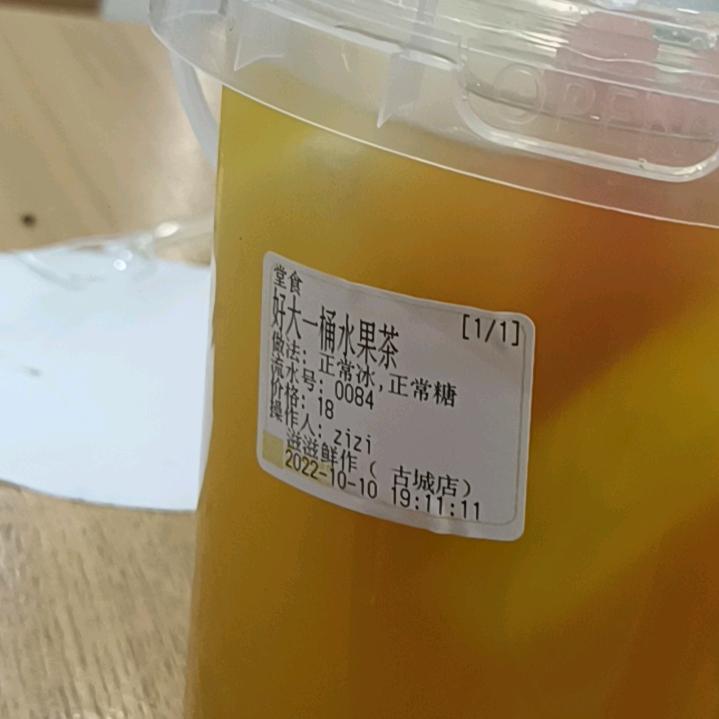 OPEN
堂食
[1/1]
好大一桶水果茶
做法: 正常冰,正常糖
流水号: 0084
价格: 18
操作人: zizi
滋滋鲜作( 古城店)
2022-10-10 19:11:11